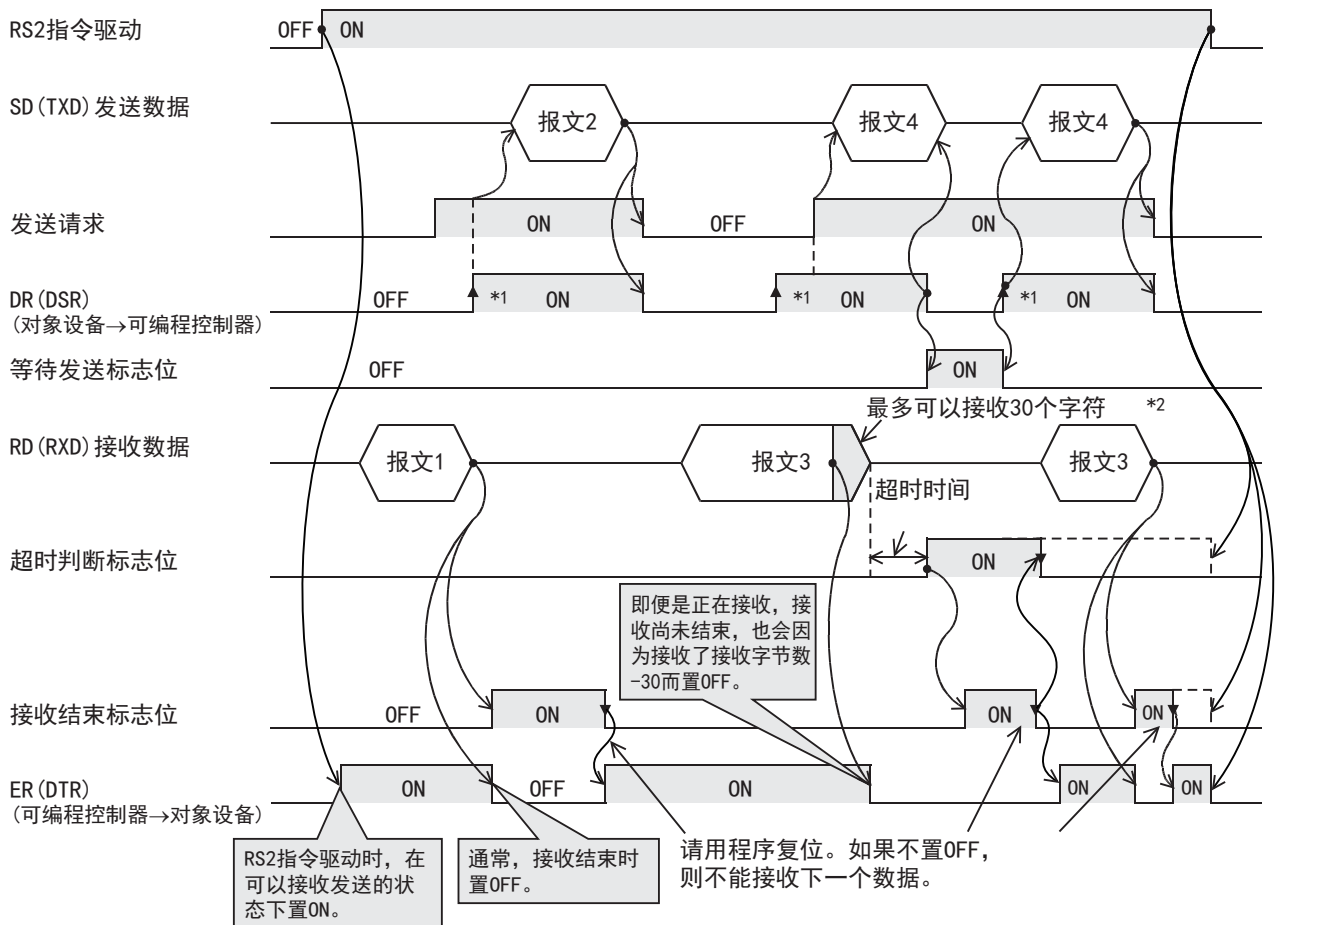 RS2指令驱动
OFF
ON
SD(TXD)发送数据
报文2
报文4
报文4
发送请求
ON
OFF
ON
DR(DSR)
(对象设备→可编程控制器)
OFF
*1
ON
*1
ON
*1
ON
等待发送标志位
OFF
ON
最多可以接收30个字符
*2
RD(RXD)接收数据
报文1
报文3
报文3
超时时间
超时判断标志位
ON
即便是正在接收，接
收尚未结束，也会因
为接收了接收字节数
-30而置OFF。
接收结束标志位
OFF
ON
ON
ON
ER(DTR)
(可编程控制器→对象设备)
ON
OFF
ON
ON
ON
RS2指令驱动时，在
可以接收发送的状
态下置ON。
通常，接收结束时
置OFF。
请用程序复位。如果不置OFF，
则不能接收下一个数据。